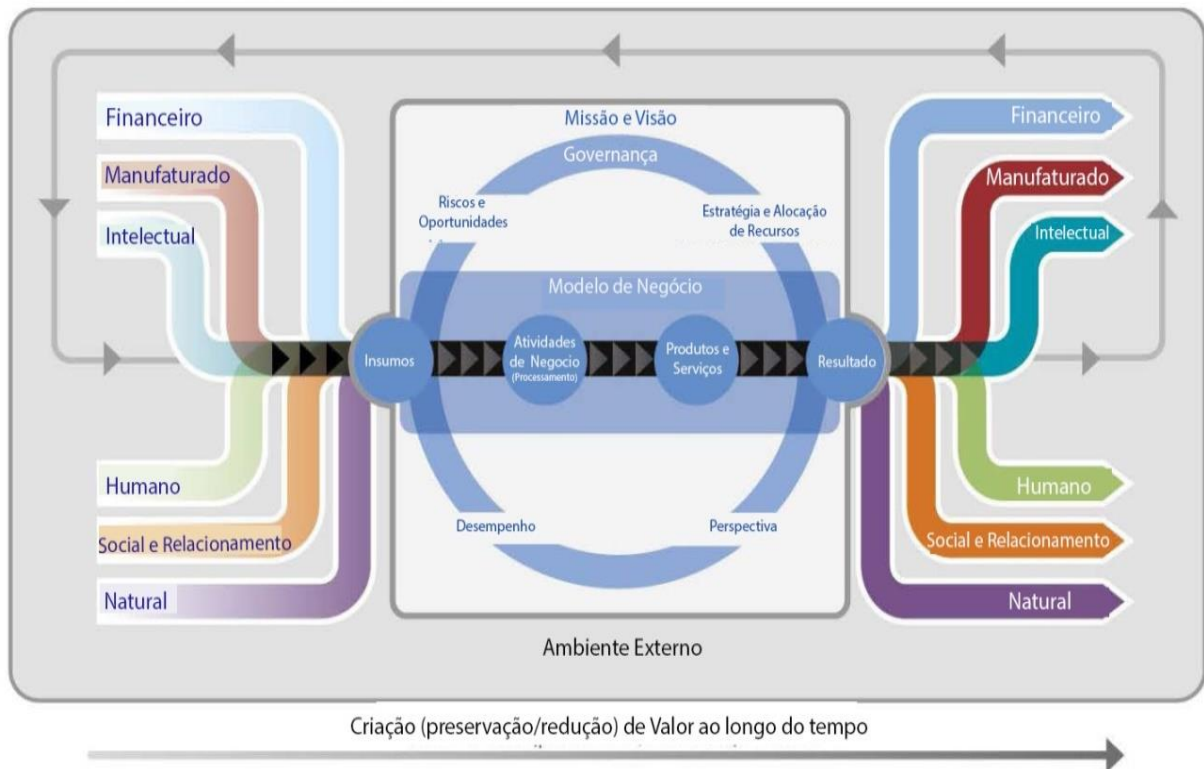 Financeiro
Manufaturado
Intelectual
Humano
Social e Relacionamento
Natural
Missão e Visão
Governança
Riscos e
Oportunidades
Estratégia e Alocação
de Recursos
Modelo de Negócio
Insumos
Atividades
de Negocio
(Processamento)
Produtos e
Serviços
Resultado
Desempenho
Perspectiva
Financeiro
Manufaturado
Intelectual
Humano
Social e Relacionamento
Natural
Ambiente Externo
Criação (preservação/redução) de Valor ao longo do tempo